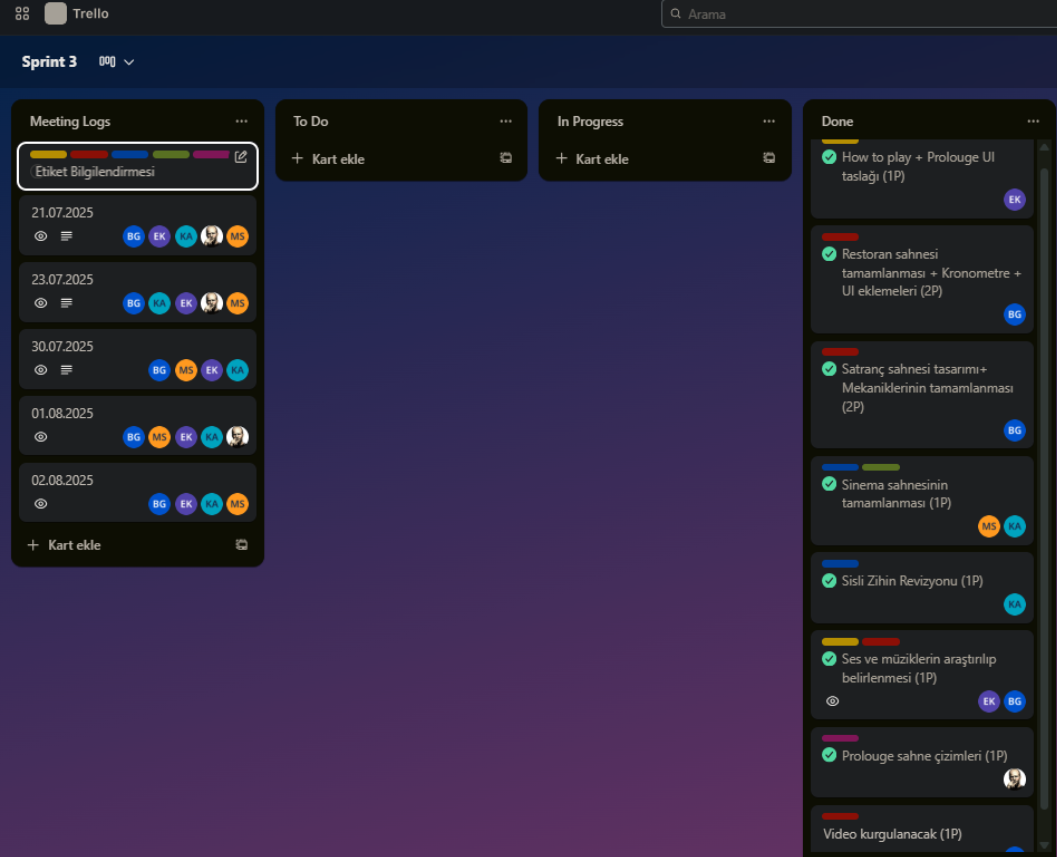 Trello
Arama
Sprint 3
Meeting Logs
Etiket Bilgilendirmesi
21.07.2025
BG EK KA MS
23.07.2025
BG KA EK MS
30.07.2025
BG MS EK KA
01.08.2025
BG MS EK KA
02.08.2025
BG EK KA MS
Kart ekle
To Do
Kart ekle
In Progress
Kart ekle
Done
How to play + Prolouge UI
taslağı (1P)
EK
Restoran sahnesi
tamamlanması + Kronometre +
UI eklemeleri (2P)
BG
Satranç sahnesi tasarımı+
Mekaniklerinin tamamlanması
(2P)
BG
Sinema sahnesinin
tamamlanması (1P)
MS KA
Sisli Zihin Revizyonu (1P)
KA
Ses ve müziklerin araştırılıp
belirlenmesi (1P)
EK BG
Prolouge sahne çizimleri (1P)
Video kurgulanacak (1P)